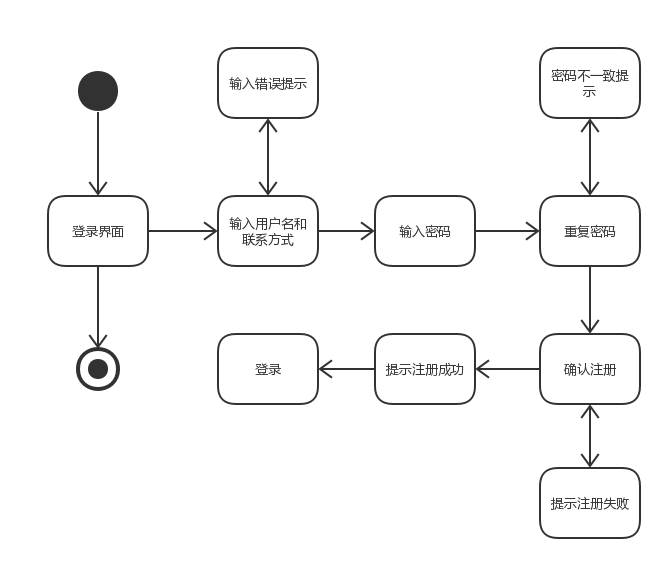 输入错误提示
密码不一致提
示
登录界面
输入用户名和
联系方式
输入密码
重复密码
登录
提示注册成功
确认注册
提示注册失败